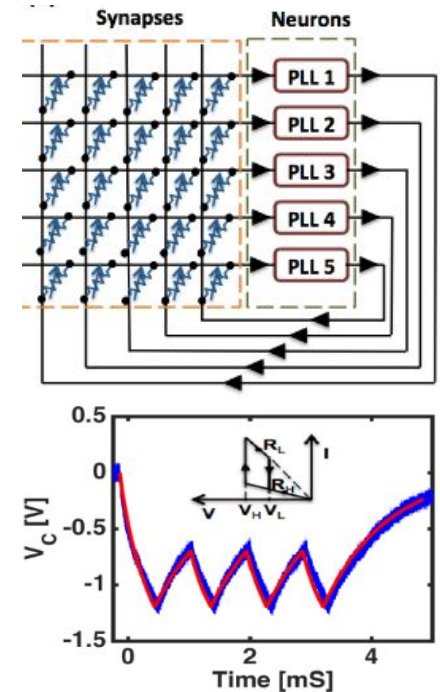 Synapses Neurons
PLL 1
PLL 2
PLL 3
PLL 4
PLL 5
0.5
0
-0.5
-1
-1.5
V_C [V]
R_L
I
R_H
V
V_H V_L
0 2 4
Time [mS]